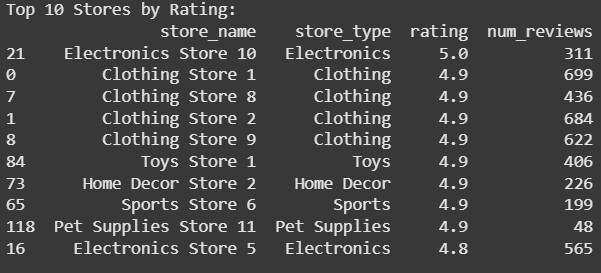 Top 10 Stores by Rating:
store_name store_type rating num_reviews
21 Electronics Store 10 Electronics 5.0 311
0 Clothing Store 1 Clothing 4.9 699
7 Clothing Store 8 Clothing 4.9 436
1 Clothing Store 2 Clothing 4.9 684
8 Clothing Store 9 Clothing 4.9 622
84 Toys Store 1 Toys 4.9 406
73 Home Decor Store 2 Home Decor 4.9 226
65 Sports Store 6 Sports 4.9 199
118 Pet Supplies Store 11 Pet Supplies 4.9 48
16 Electronics Store 5 Electronics 4.8 565